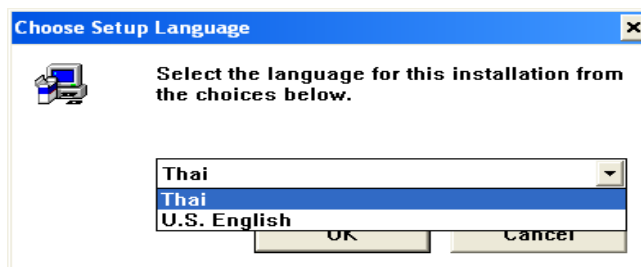 Choose Setup Language
Select the language for this installation from
the choices below.
Thai
Thai
U.S. English
OK Cancel